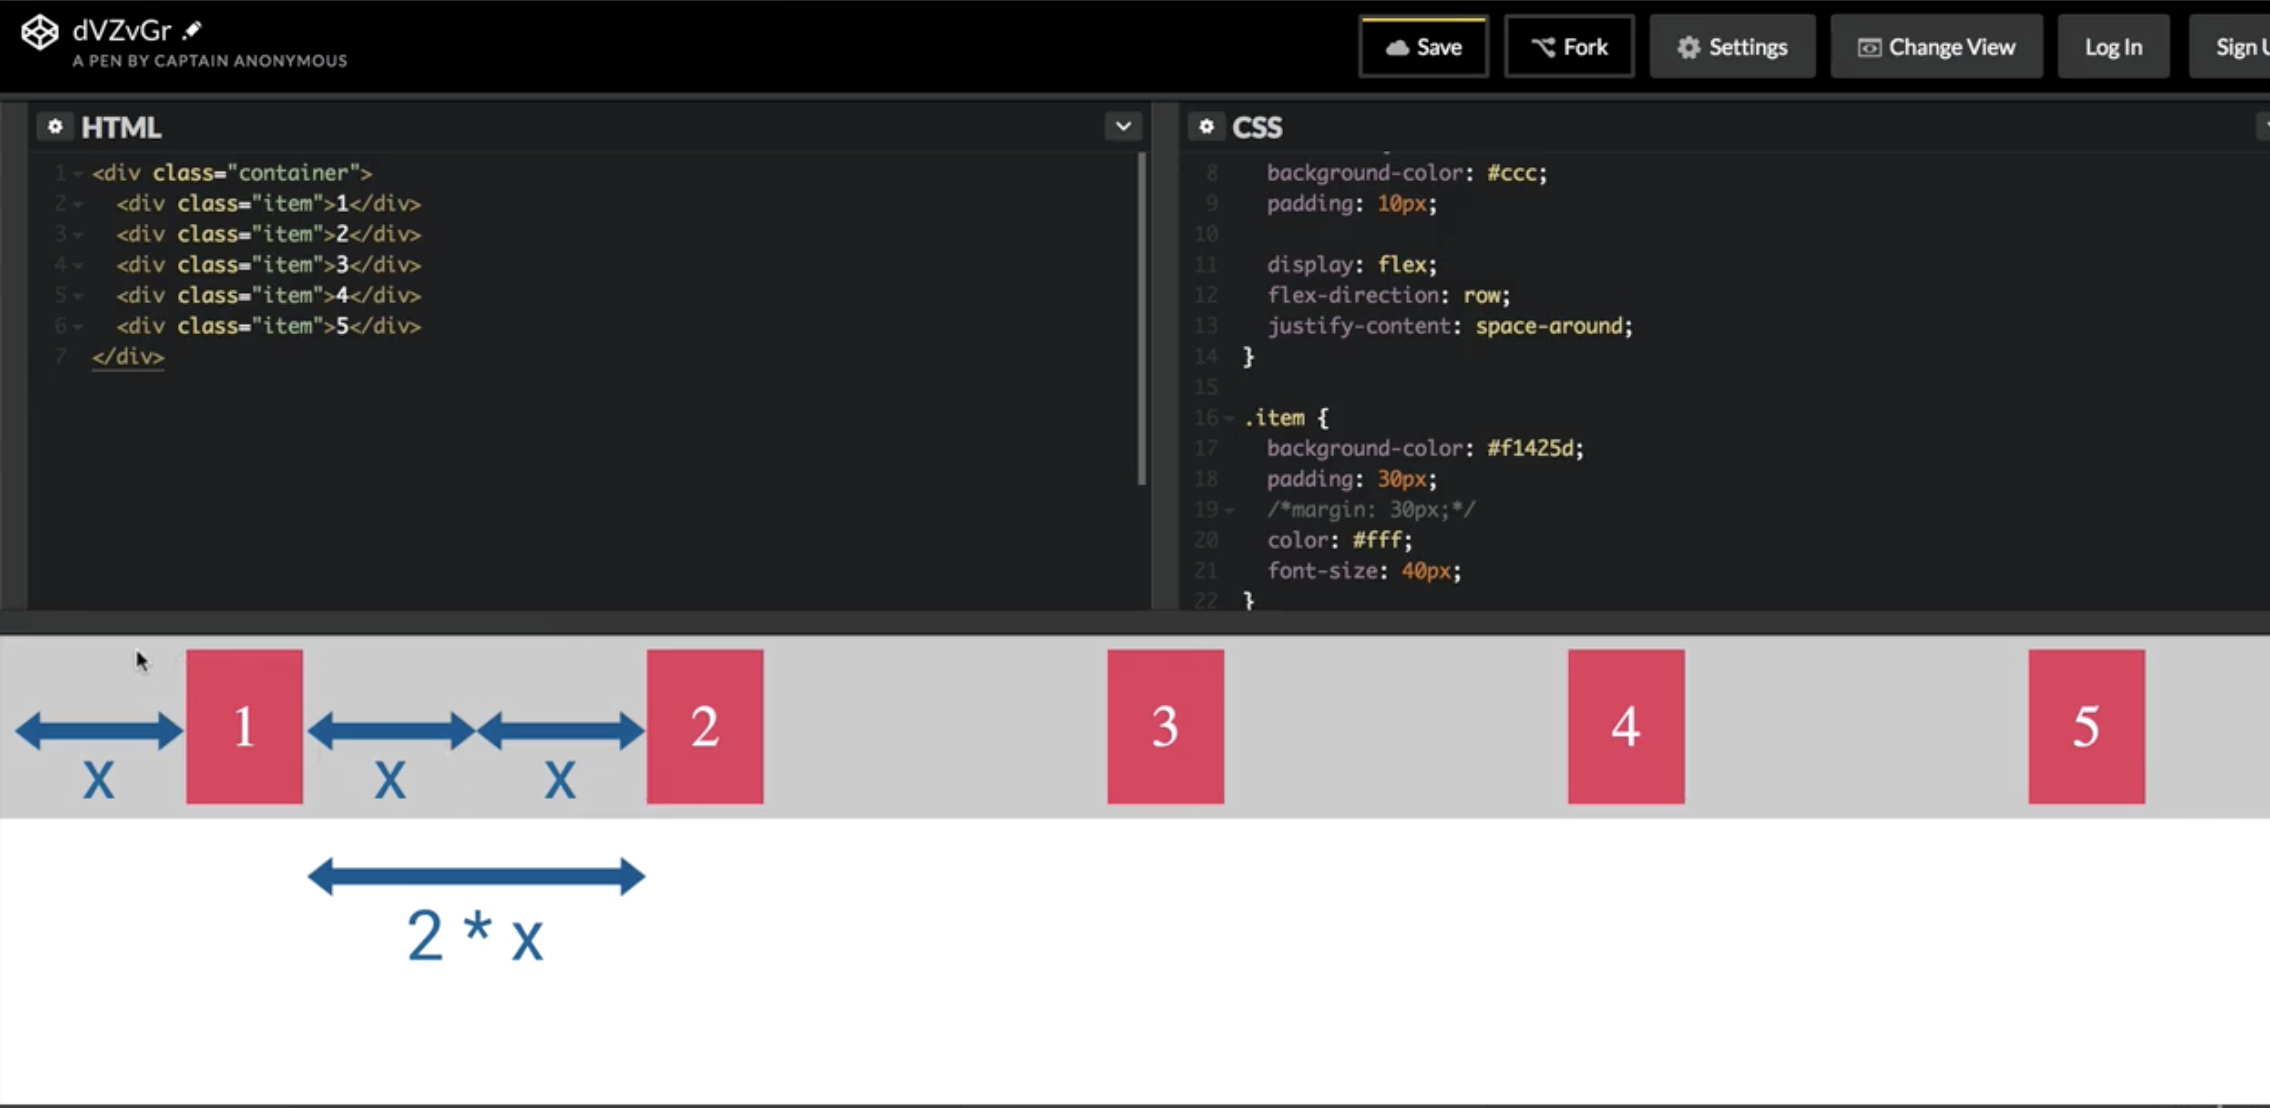 dVZvGr
A PEN BY CAPTAIN ANONYMOUS
Save
Fork
Settings
Change View
Log In
Sign U
HTML
1 <div class="container">
2 <div class="item">1</div>
3 <div class="item">2</div>
4 <div class="item">3</div>
5 <div class="item">4</div>
6 <div class="item">5</div>
7 </div>
CSS
8 background-color: #ccc;
9 padding: 10px;
10
11 display: flex;
12 flex-direction: row;
13 justify-content: space-around;
14 }
15
16 .item {
17 background-color: #f1425d;
18 padding: 30px;
19 /*margin: 30px;*/
20 color: #fff;
21 font-size: 40px;
22 }
1 2 3 4 5
x x x
2 * x